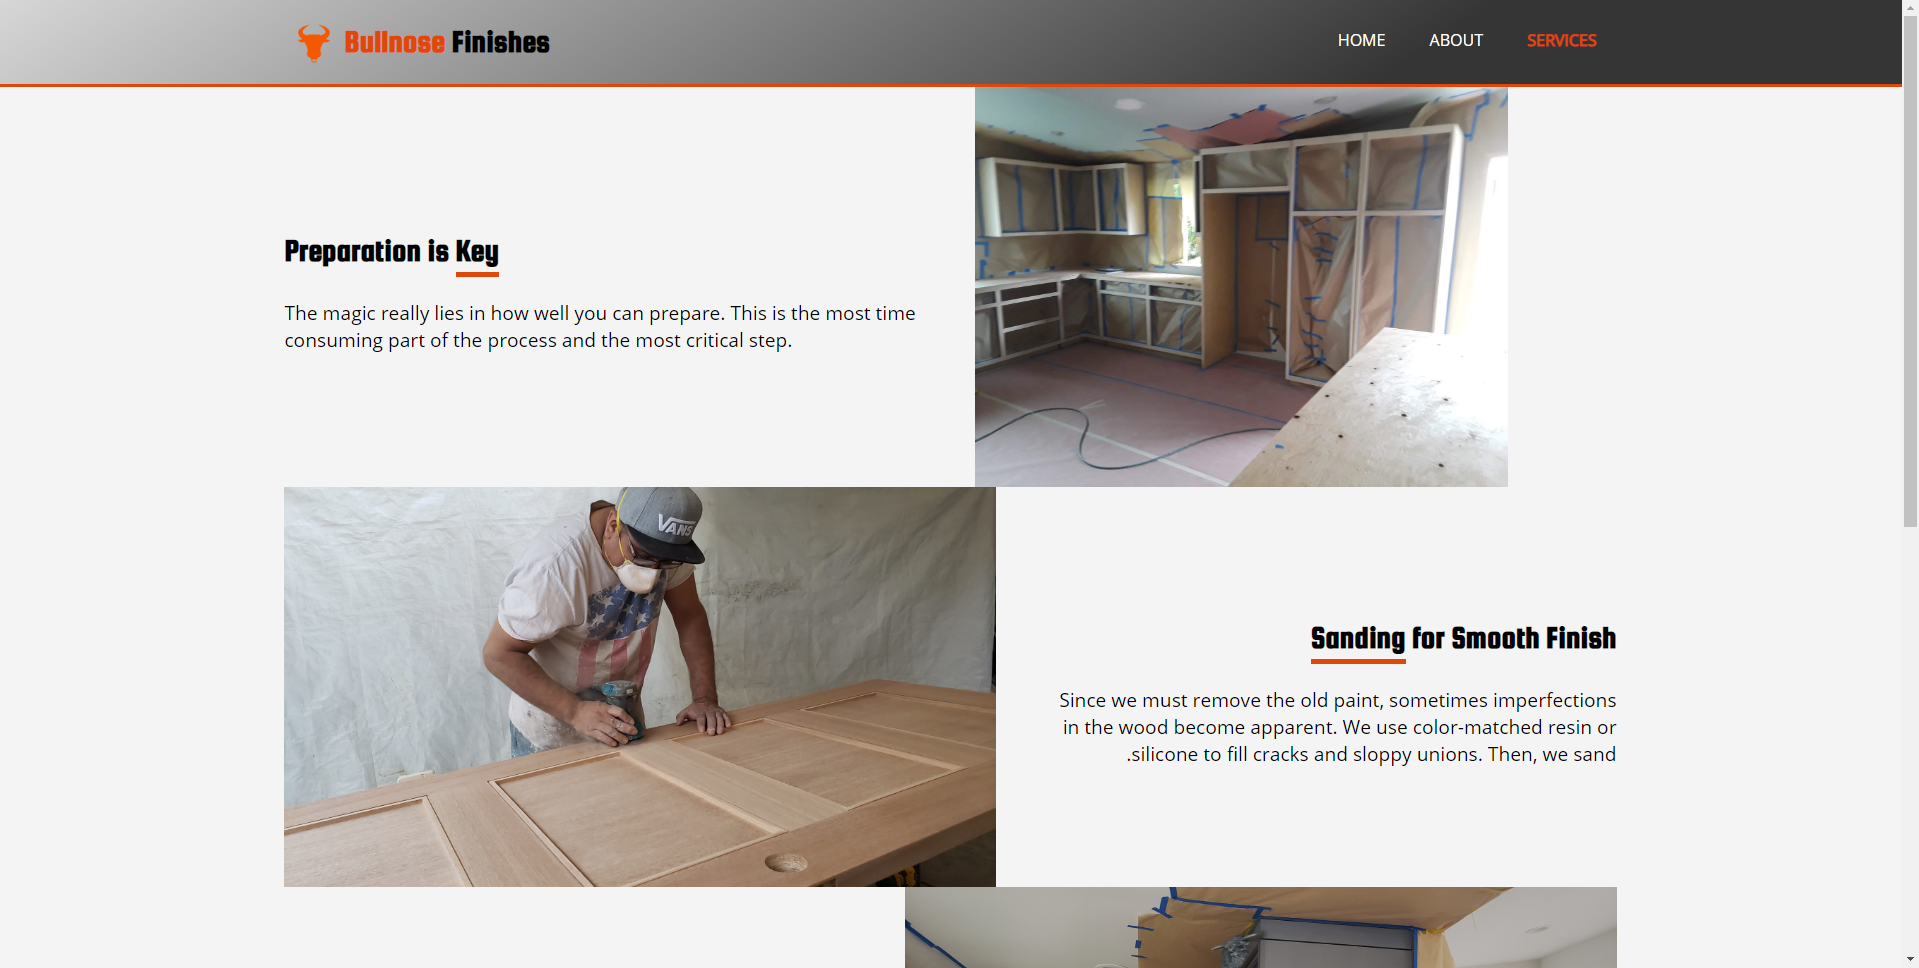 Bullnose Finishes
HOME ABOUT SERVICES
Preparation is Key
The magic really lies in how well you can prepare. This is the most time
consuming part of the process and the most critical step.
VANS
Sanding for Smooth Finish
Since we must remove the old paint, sometimes imperfections
in the wood become apparent. We use color-matched resin or
.silicone to fill cracks and sloppy unions. Then, we sand